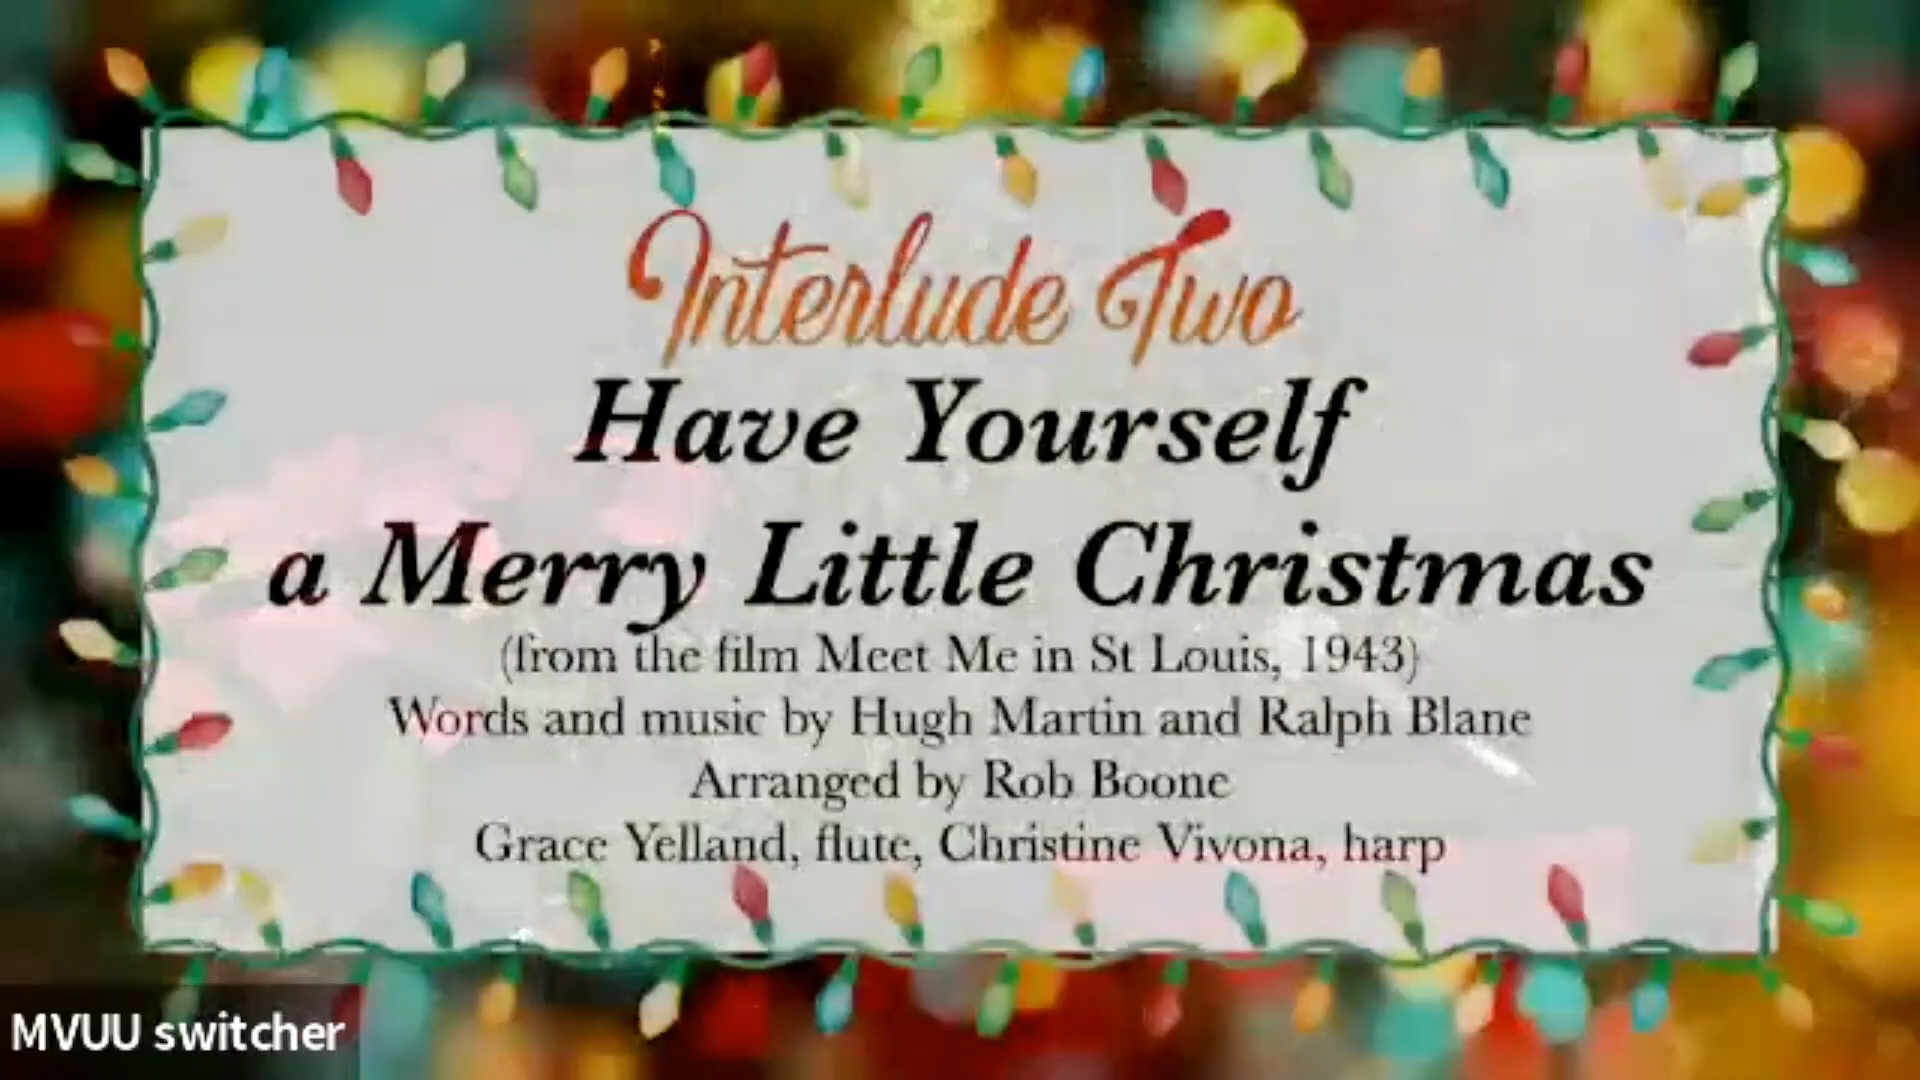 Interlude Two
Have Yourself
a Merry Little Christmas
(from the film Meet Me in St Louis, 1943)
Words and music by Hugh Martin and Ralph Blane
Arranged by Rob Boone
Grace Yelland, flute, Christine Vivona, harp
MVUU switcher